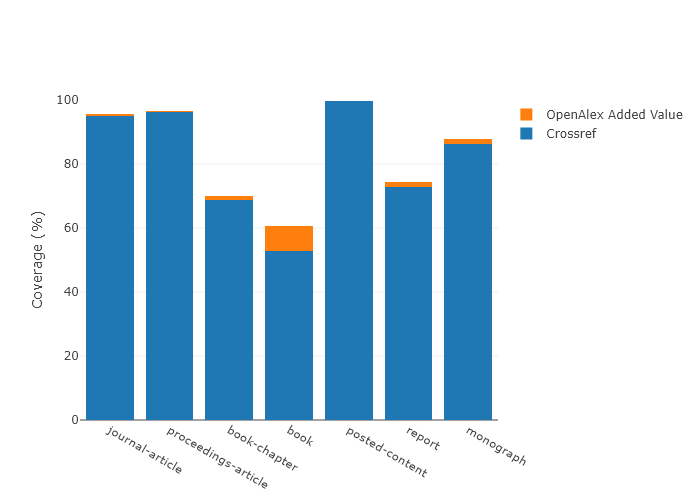 100
80
60
40
20
0
Coverage (%)
journal-article
proceedings-article
book-chapter
book
posted-content
report
monograph
OpenAlex Added Value
Crossref